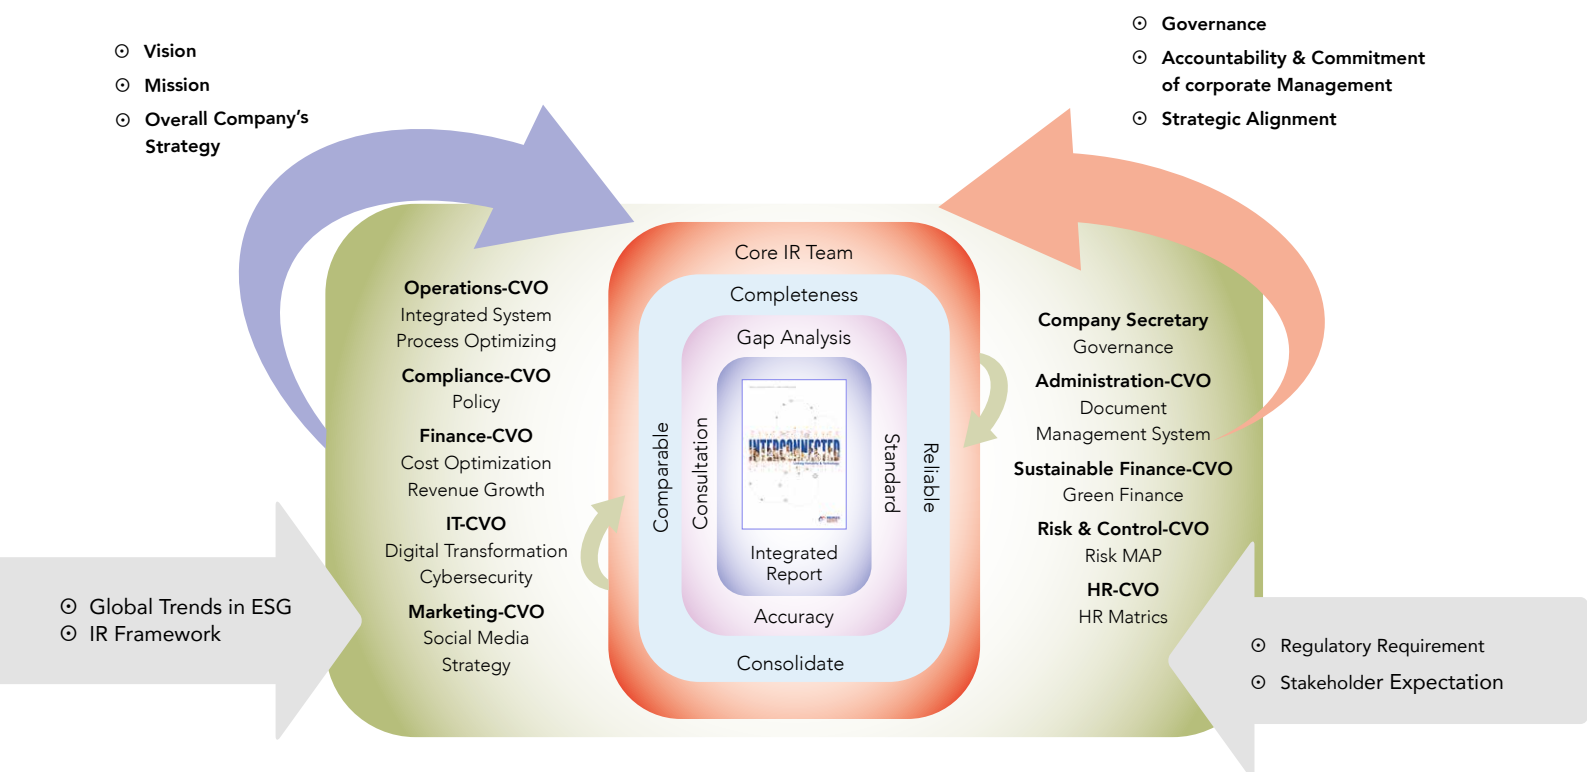 Vision
Mission
Overall Company's
Strategy
Governance
Accountability & Commitment
of corporate Management
Strategic Alignment
Operations-CVO
Integrated System
Process Optimizing
Compliance-CVO
Policy
Finance-CVO
Cost Optimization
Revenue Growth
IT-CVO
Digital Transformation
Cybersecurity
Marketing-CVO
Social Media
Strategy
Global Trends in ESG
IR Framework
Core IR Team
Completeness
Gap Analysis
Comparable
Consultation
INTERCONNECTED
Standard
Reliable
Integrated
Report
Accuracy
Consolidate
Company Secretary
Governance
Administration-CVO
Document
Management System
Sustainable Finance-CVO
Green Finance
Risk & Control-CVO
Risk MAP
HR-CVO
HR Matrics
Regulatory Requirement
Stakeholder Expectation